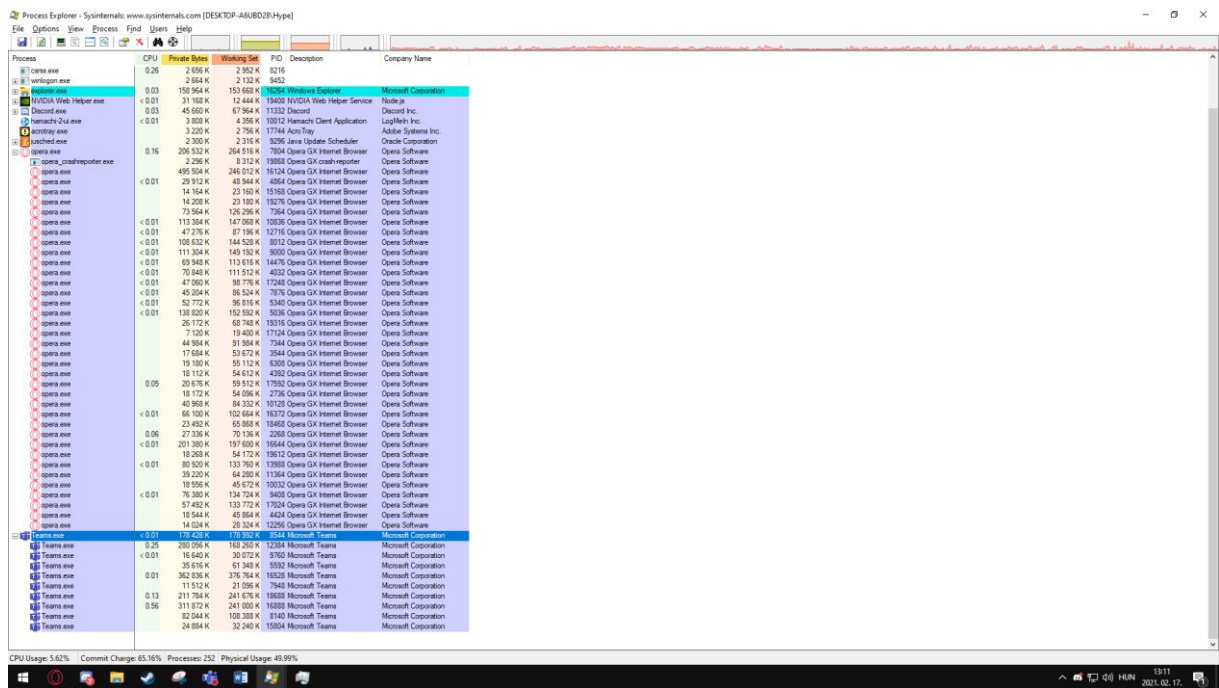 Process Explorer - Sysinternals: www.sysinternals.com [DESKTOP-A6UBD28\Hype]
File Options View Process Find Users Help
Process CPU Private Bytes Working Set PID Description Company Name
csrss.exe 0.26 2 656 K 2 952 K 8216
winlogon.exe 2 664 K 2 132 K 9452
explorer.exe 0.03 158 964 K 153 668 K 16264 Windows Explorer Microsoft Corporation
NVIDIA Web Helper.exe < 0.01 31 168 K 12 444 K 19408 NVIDIA Web Helper Service Node.js
Discord.exe 0.03 45 660 K 67 964 K 11332 Discord Discord Inc.
hamachi-2-ui.exe < 0.01 3 808 K 4 356 K 10012 Hamachi Client Application LogMeIn Inc.
acrotray.exe 3 220 K 2 756 K 17744 AcroTray Adobe Systems Inc.
jusched.exe 2 300 K 2 316 K 9296 Java Update Scheduler Oracle Corporation
opera.exe 0.16 206 532 K 264 516 K 7804 Opera GX Internet Browser Opera Software
opera_crashreporter.exe 2 296 K 8 312 K 19868 Opera GX crash-reporter Opera Software
opera.exe 495 504 K 246 012 K 16124 Opera GX Internet Browser Opera Software
opera.exe < 0.01 29 912 K 48 944 K 4864 Opera GX Internet Browser Opera Software
opera.exe 14 164 K 23 160 K 15168 Opera GX Internet Browser Opera Software
opera.exe 14 208 K 23 180 K 19276 Opera GX Internet Browser Opera Software
opera.exe 73 564 K 126 296 K 7364 Opera GX Internet Browser Opera Software
opera.exe < 0.01 113 384 K 147 068 K 10836 Opera GX Internet Browser Opera Software
opera.exe < 0.01 47 276 K 87 196 K 12716 Opera GX Internet Browser Opera Software
opera.exe < 0.01 108 632 K 144 528 K 8012 Opera GX Internet Browser Opera Software
opera.exe < 0.01 111 304 K 149 192 K 9000 Opera GX Internet Browser Opera Software
opera.exe < 0.01 69 948 K 113 616 K 14476 Opera GX Internet Browser Opera Software
opera.exe < 0.01 70 848 K 111 512 K 4032 Opera GX Internet Browser Opera Software
opera.exe < 0.01 47 060 K 98 776 K 17248 Opera GX Internet Browser Opera Software
opera.exe < 0.01 45 204 K 86 524 K 7876 Opera GX Internet Browser Opera Software
opera.exe < 0.01 52 772 K 96 816 K 5340 Opera GX Internet Browser Opera Software
opera.exe < 0.01 138 820 K 152 592 K 5036 Opera GX Internet Browser Opera Software
opera.exe 26 172 K 68 748 K 19316 Opera GX Internet Browser Opera Software
opera.exe 7 120 K 19 400 K 17124 Opera GX Internet Browser Opera Software
opera.exe 44 984 K 91 984 K 7344 Opera GX Internet Browser Opera Software
opera.exe 17 684 K 53 672 K 3544 Opera GX Internet Browser Opera Software
opera.exe 19 180 K 55 112 K 6308 Opera GX Internet Browser Opera Software
opera.exe 18 112 K 54 612 K 4392 Opera GX Internet Browser Opera Software
opera.exe 0.05 20 676 K 59 512 K 17592 Opera GX Internet Browser Opera Software
opera.exe 18 172 K 54 096 K 2736 Opera GX Internet Browser Opera Software
opera.exe 40 968 K 84 332 K 10128 Opera GX Internet Browser Opera Software
opera.exe < 0.01 66 100 K 102 664 K 16372 Opera GX Internet Browser Opera Software
opera.exe 23 492 K 65 868 K 18468 Opera GX Internet Browser Opera Software
opera.exe 0.06 27 336 K 70 136 K 2268 Opera GX Internet Browser Opera Software
opera.exe < 0.01 201 380 K 197 600 K 16644 Opera GX Internet Browser Opera Software
opera.exe 18 268 K 54 172 K 19612 Opera GX Internet Browser Opera Software
opera.exe < 0.01 80 920 K 133 760 K 13988 Opera GX Internet Browser Opera Software
opera.exe 39 220 K 64 280 K 11364 Opera GX Internet Browser Opera Software
opera.exe 18 556 K 45 672 K 10032 Opera GX Internet Browser Opera Software
opera.exe < 0.01 76 380 K 134 724 K 9408 Opera GX Internet Browser Opera Software
opera.exe 57 492 K 133 772 K 17024 Opera GX Internet Browser Opera Software
opera.exe 18 544 K 45 864 K 4424 Opera GX Internet Browser Opera Software
opera.exe 14 024 K 28 324 K 12256 Opera GX Internet Browser Opera Software
Teams.exe < 0.01 178 428 K 178 992 K 8544 Microsoft Teams Microsoft Corporation
Teams.exe 0.25 280 056 K 168 260 K 12384 Microsoft Teams Microsoft Corporation
Teams.exe < 0.01 16 640 K 30 072 K 9760 Microsoft Teams Microsoft Corporation
Teams.exe 35 616 K 61 348 K 5592 Microsoft Teams Microsoft Corporation
Teams.exe 0.01 362 836 K 376 764 K 16528 Microsoft Teams Microsoft Corporation
Teams.exe 11 512 K 21 096 K 7948 Microsoft Teams Microsoft Corporation
Teams.exe 0.13 211 784 K 241 676 K 18688 Microsoft Teams Microsoft Corporation
Teams.exe 0.56 311 872 K 241 000 K 16888 Microsoft Teams Microsoft Corporation
Teams.exe 82 044 K 108 388 K 8140 Microsoft Teams Microsoft Corporation
Teams.exe 24 884 K 32 240 K 15804 Microsoft Teams Microsoft Corporation
CPU Usage: 5.62% Commit Charge: 65.16% Processes: 252 Physical Usage: 49.99%
HUN 13:11
2021. 02. 17.